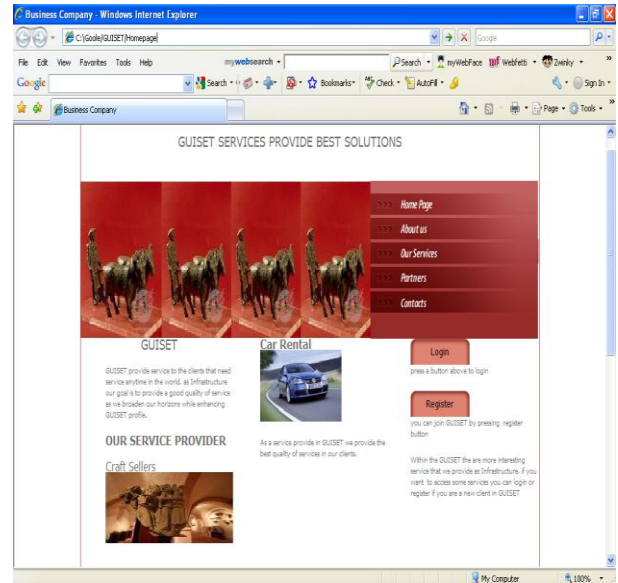 Business Company - Windows Internet Explorer
C:\Goole\GUISET\Homepage
Google
File Edit View Favorites Tools Help
mywebsearch
Search
myWebFace
Webfetti
Zwinky
Google
Search
Bookmarks
Check
AutoFill
Sign In
Business Company
Page
Tools
GUISET SERVICES PROVIDE BEST SOLUTIONS
>>> Home Page
>>> About us
>>> Our Services
>>> Partners
>>> Contacts
GUISET
GUISET provide service to the clients that need
service anytime in the world. as Infrastructure
our goal is to provide a good quality of service
as we broaden our horizons while enhancing
GUISET profile.
OUR SERVICE PROVIDER
Craft Sellers
Car Rental
As a service provide in GUISET we provide the
best quality of services in our clients.
Login
press a button above to login
Register
you can join GUISET by pressing register
button
Within the GUISET the are more interesting
service that we provide as Infrastructure. if you
want to access some services you can login or
register if you are a new client in GUISET
My Computer
100%